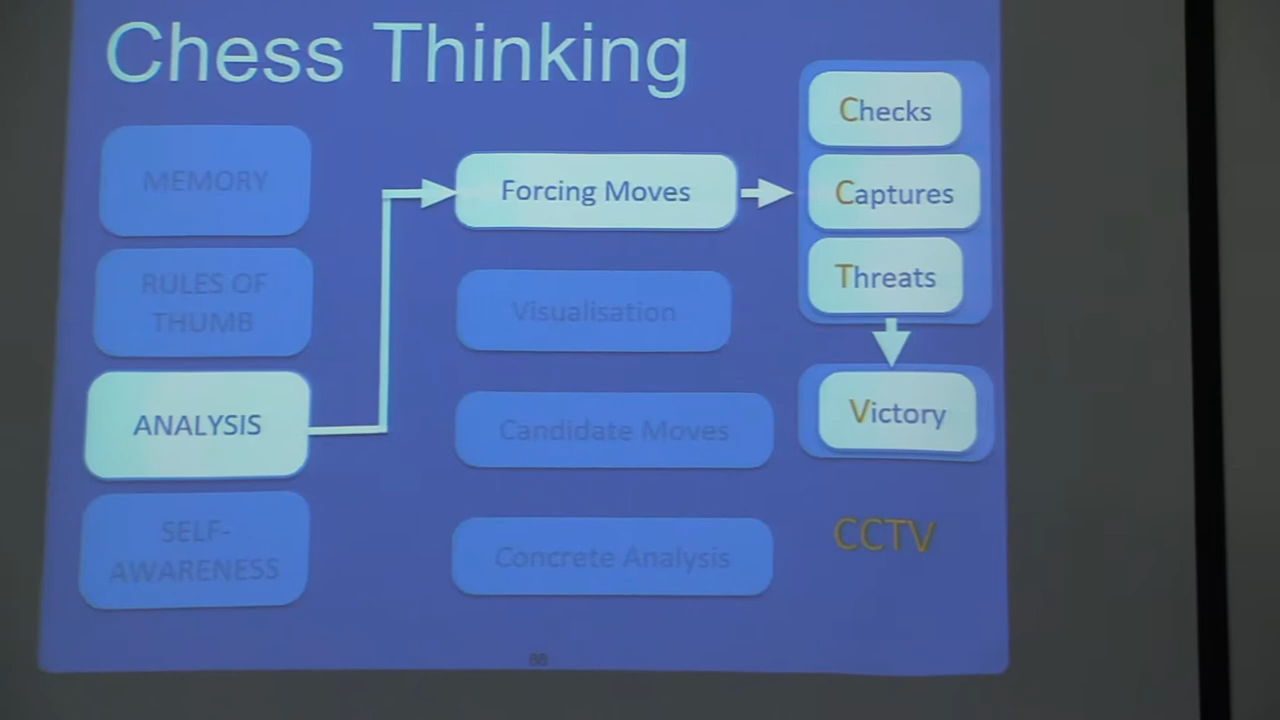 Chess Thinking
MEMORY
RULES OF
THUMB
ANALYSIS
SELF-
AWARENESS
Forcing Moves
Visualisation
Candidate Moves
Concrete Analysis
Checks
Captures
Threats
Victory
CCTV